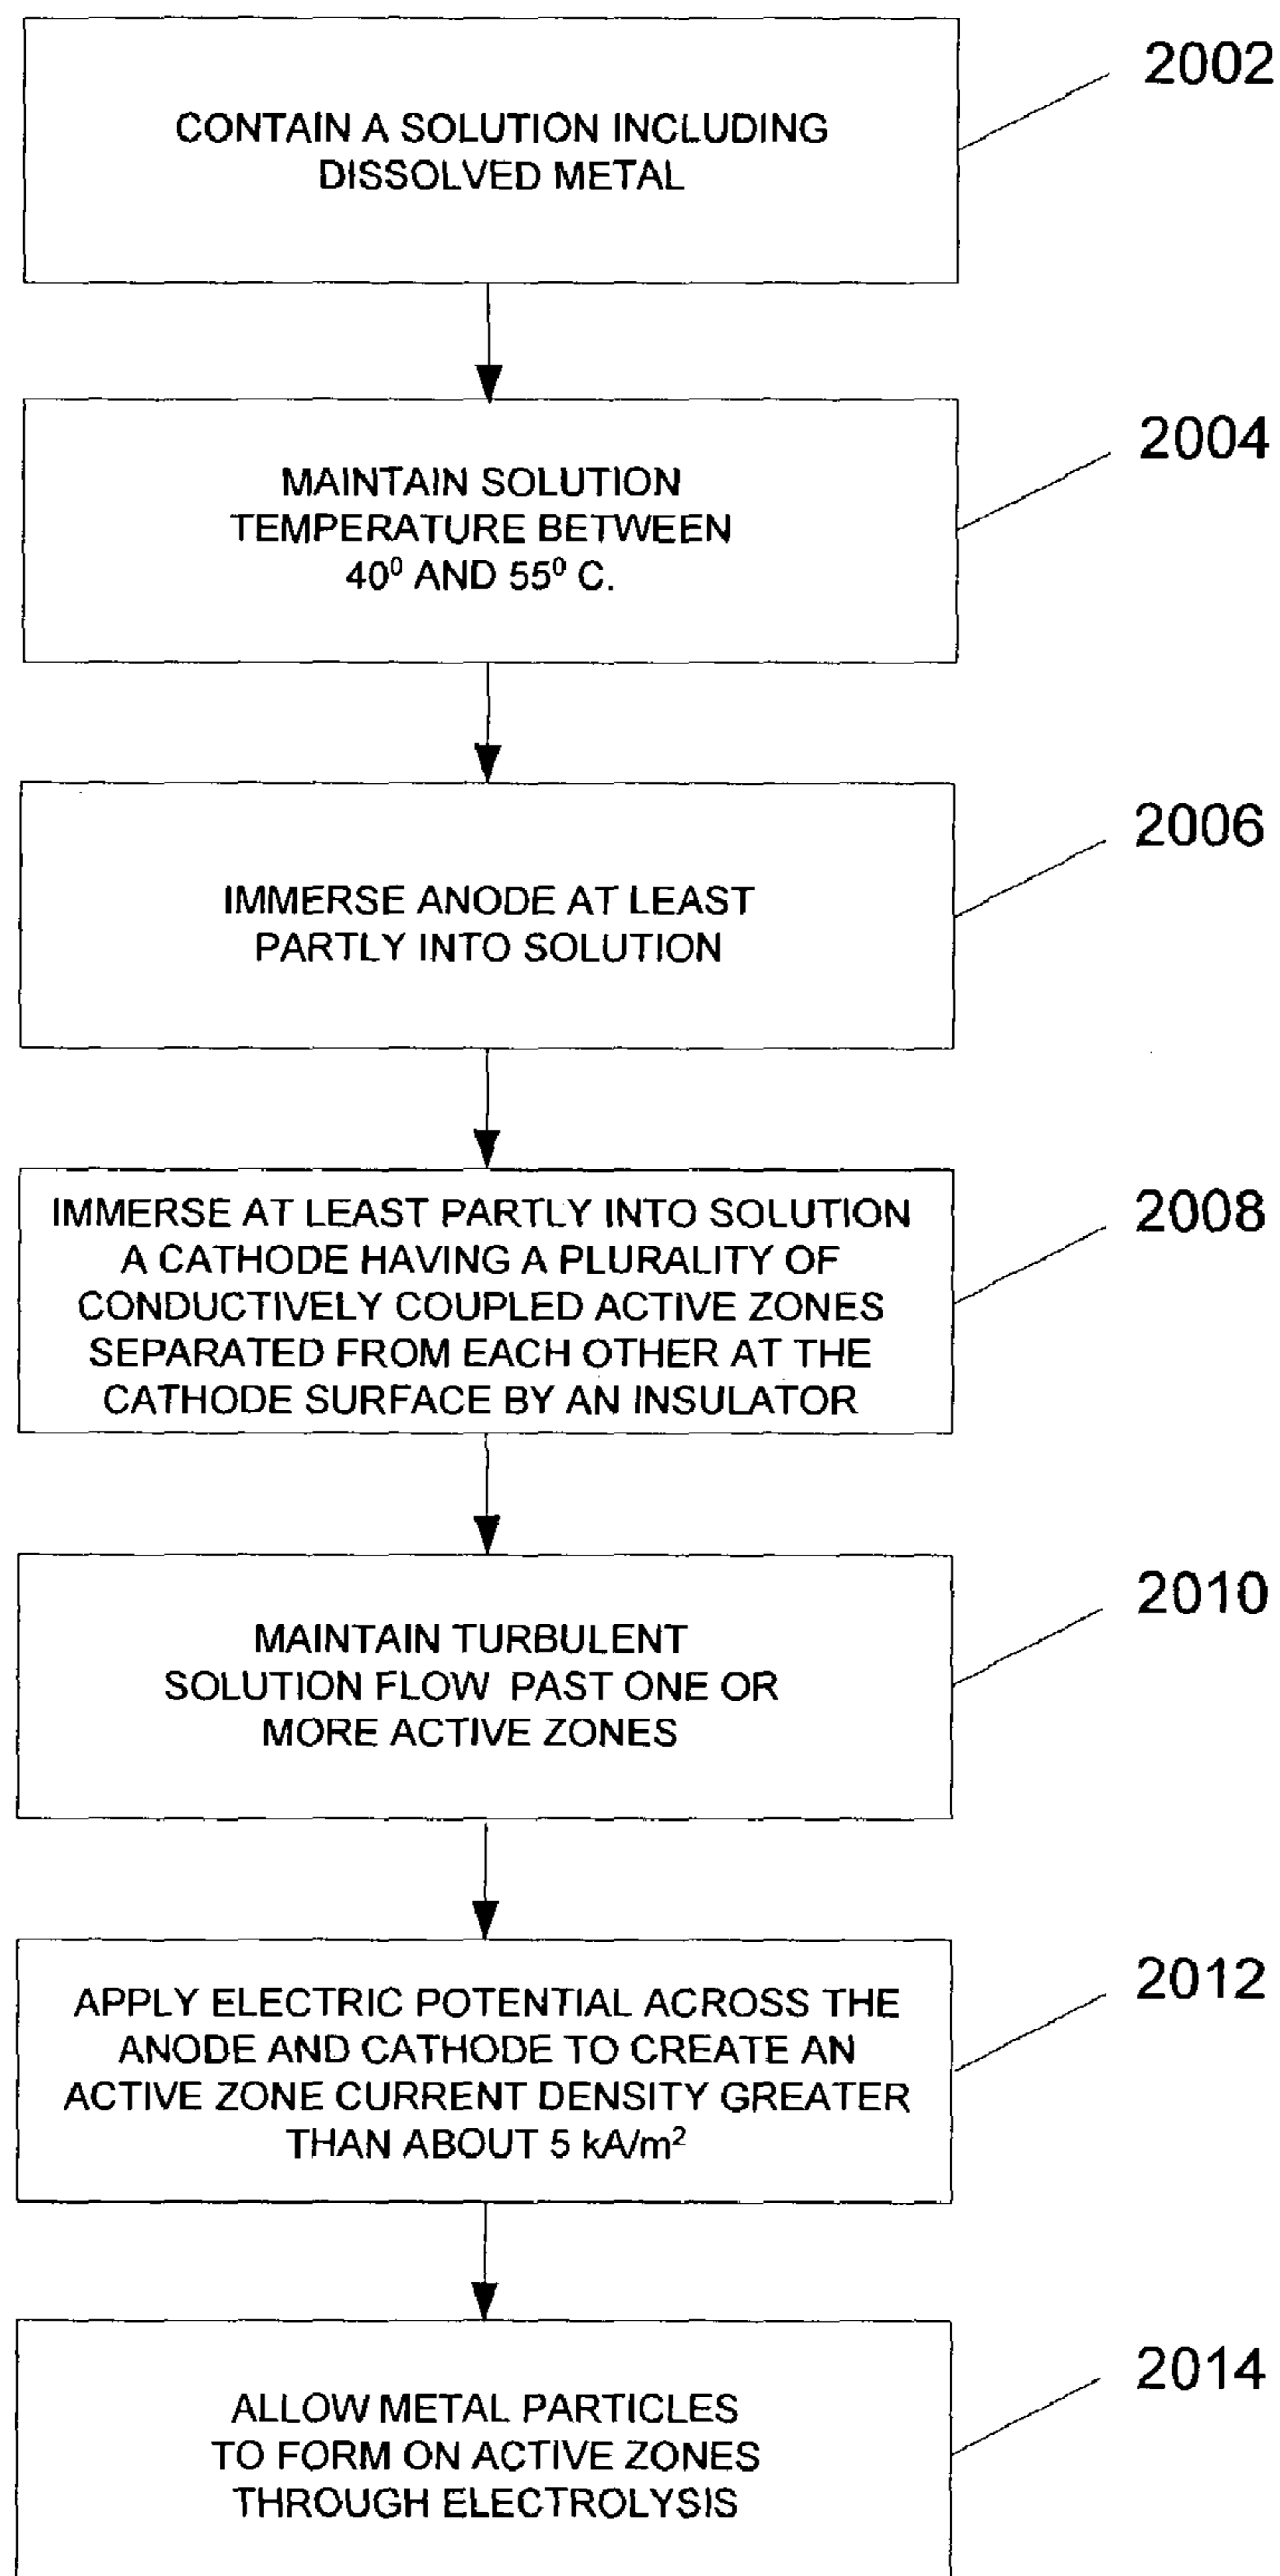 CONTAIN A SOLUTION INCLUDING
DISSOLVED METAL
2002
MAINTAIN SOLUTION
TEMPERATURE BETWEEN
40⁰ AND 55⁰ C.
2004
IMMERSE ANODE AT LEAST
PARTLY INTO SOLUTION
2006
IMMERSE AT LEAST PARTLY INTO SOLUTION
A CATHODE HAVING A PLURALITY OF
CONDUCTIVELY COUPLED ACTIVE ZONES
SEPARATED FROM EACH OTHER AT THE
CATHODE SURFACE BY AN INSULATOR
2008
MAINTAIN TURBULENT
SOLUTION FLOW PAST ONE OR
MORE ACTIVE ZONES
2010
APPLY ELECTRIC POTENTIAL ACROSS THE
ANODE AND CATHODE TO CREATE AN
ACTIVE ZONE CURRENT DENSITY GREATER
THAN ABOUT 5 kA/m²
2012
ALLOW METAL PARTICLES
TO FORM ON ACTIVE ZONES
THROUGH ELECTROLYSIS
2014